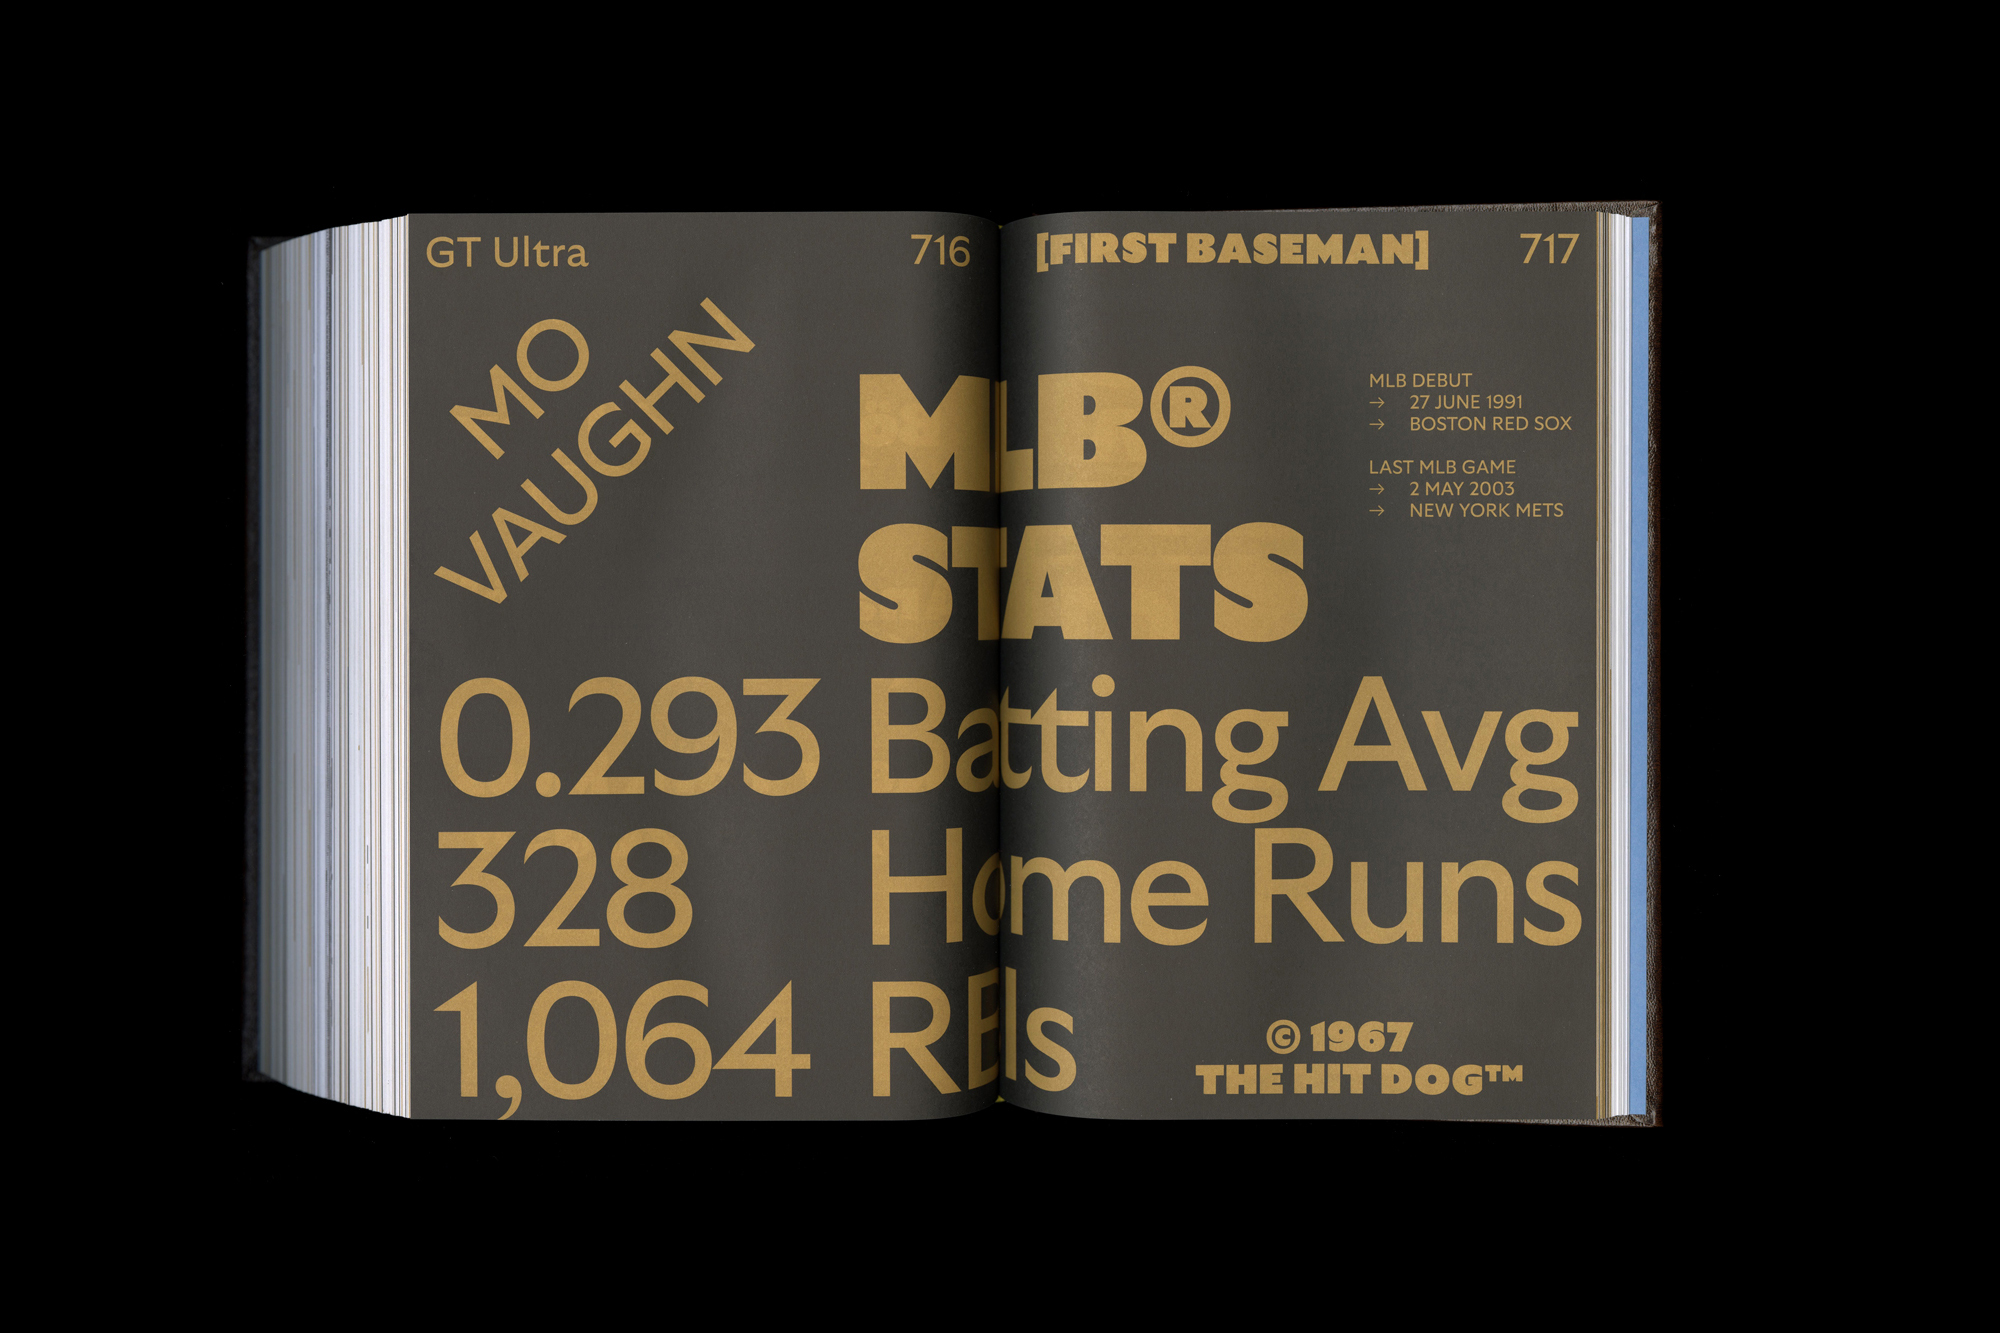 GT Ultra
716
[FIRST BASEMAN]
717
MO
VAUGHN
MLB®
STATS
MLB DEBUT
→ 27 JUNE 1991
→ BOSTON RED SOX
LAST MLB GAME
→ 2 MAY 2003
→ NEW YORK METS
0.293 Batting Avg
328 Home Runs
1,064 RBIs
© 1967
THE HIT DOG™